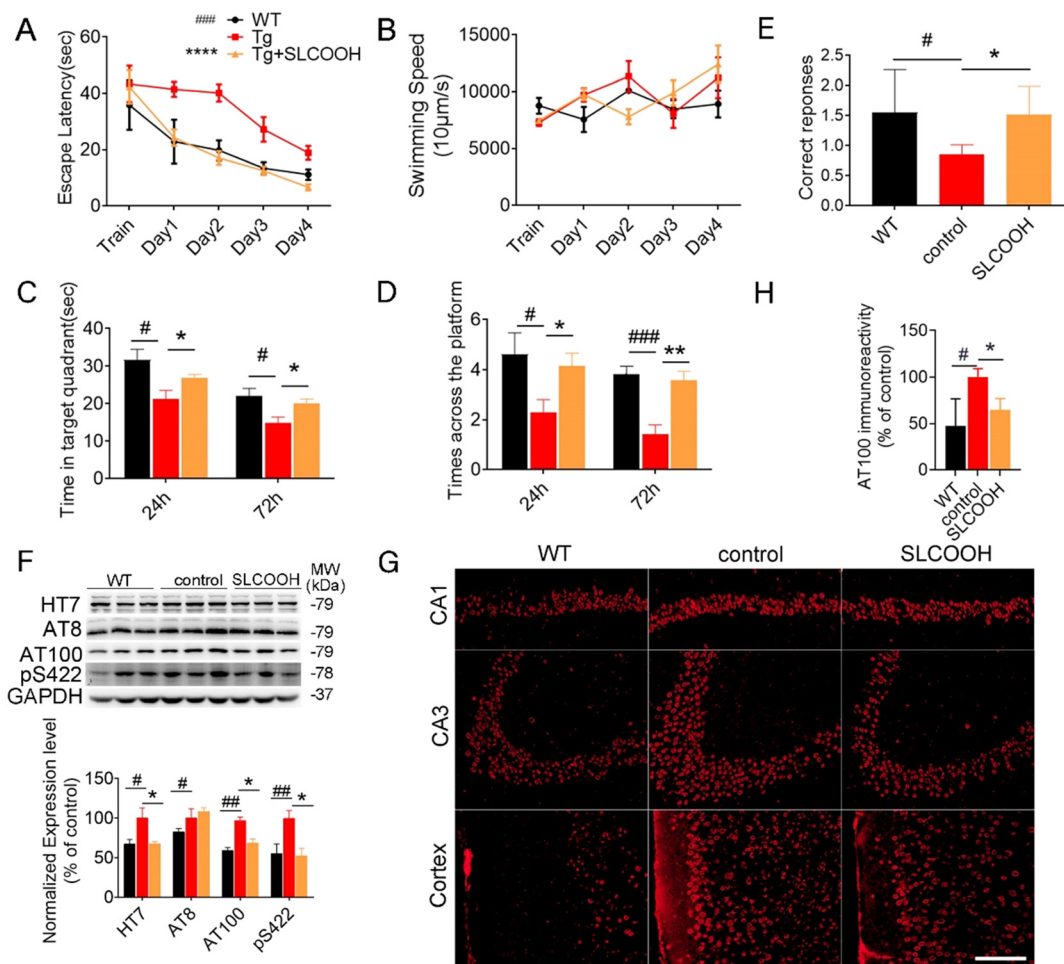 A
Escape Latency(sec)
60
40
20
0
Train
Day1
Day2
Day3
Day4
### WT
Tg
**** Tg+SLCOOH
B
Swimming Speed
(10μm/s)
15000
10000
5000
0
Train
Day1
Day2
Day3
Day4
E
Correct reponses
2.5
2.0
1.5
1.0
0.5
0.0
# *
WT
control
SLCOOH
C
Time in target quadrant(sec)
40
30
20
10
0
# *
# *
24h
72h
D
Times across the platform
6
4
2
0
# *
### **
24h
72h
H
AT100 immunoreactivity
(% of control)
150
100
50
0
# *
WT
control
SLCOOH
F
WT control SLCOOH MW
(kDa)
HT7 -79
AT8 -79
AT100 -79
pS422 -78
GAPDH -37
Normalized Expression level
(% of control)
150
100
50
0
# *
#
## *
## *
HT7
AT8
AT100
pS422
G
WT control SLCOOH
CA1
CA3
Cortex